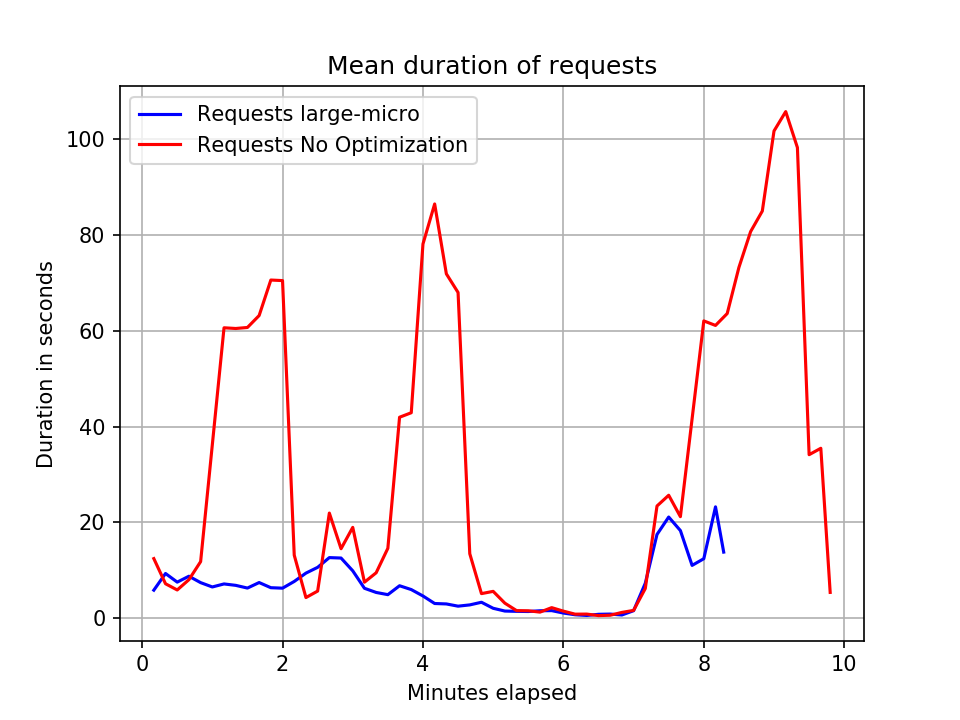 Mean duration of requests
Requests large-micro
Requests No Optimization
100
80
60
40
20
0
Duration in seconds
0 2 4 6 8 10
Minutes elapsed